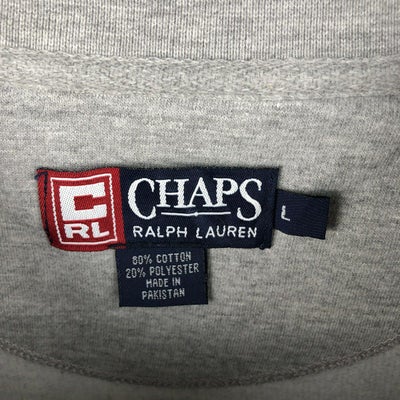 C
RL
CHAPS
RALPH LAUREN
L
80% COTTON
20% POLYESTER
MADE IN
PAKISTAN